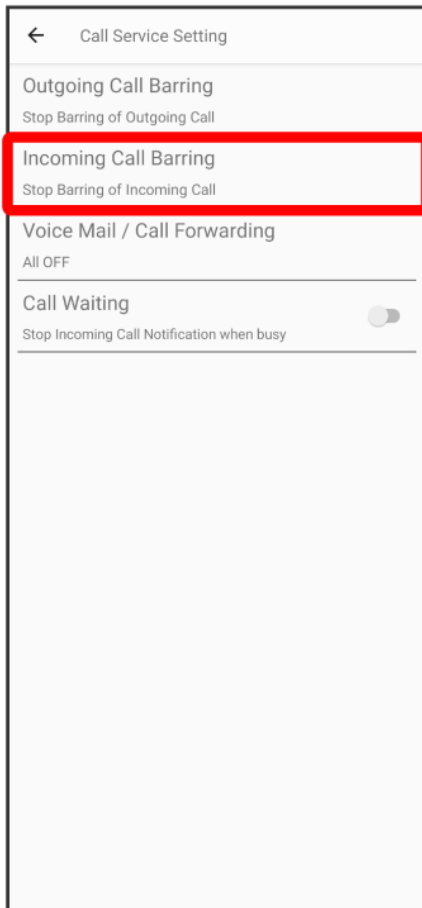 Call Service Setting
Outgoing Call Barring
Stop Barring of Outgoing Call
Incoming Call Barring
Stop Barring of Incoming Call
Voice Mail / Call Forwarding
All OFF
Call Waiting
Stop Incoming Call Notification when busy